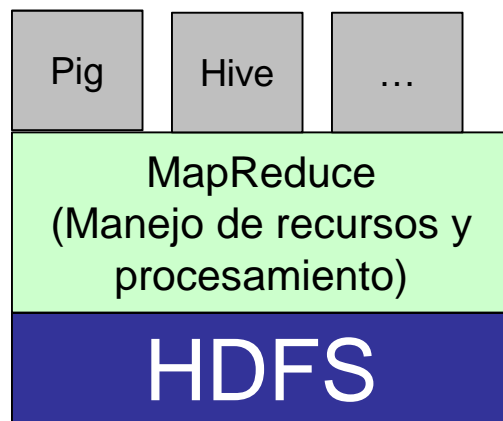 Pig
Hive
…
MapReduce
(Manejo de recursos y
procesamiento)
HDFS